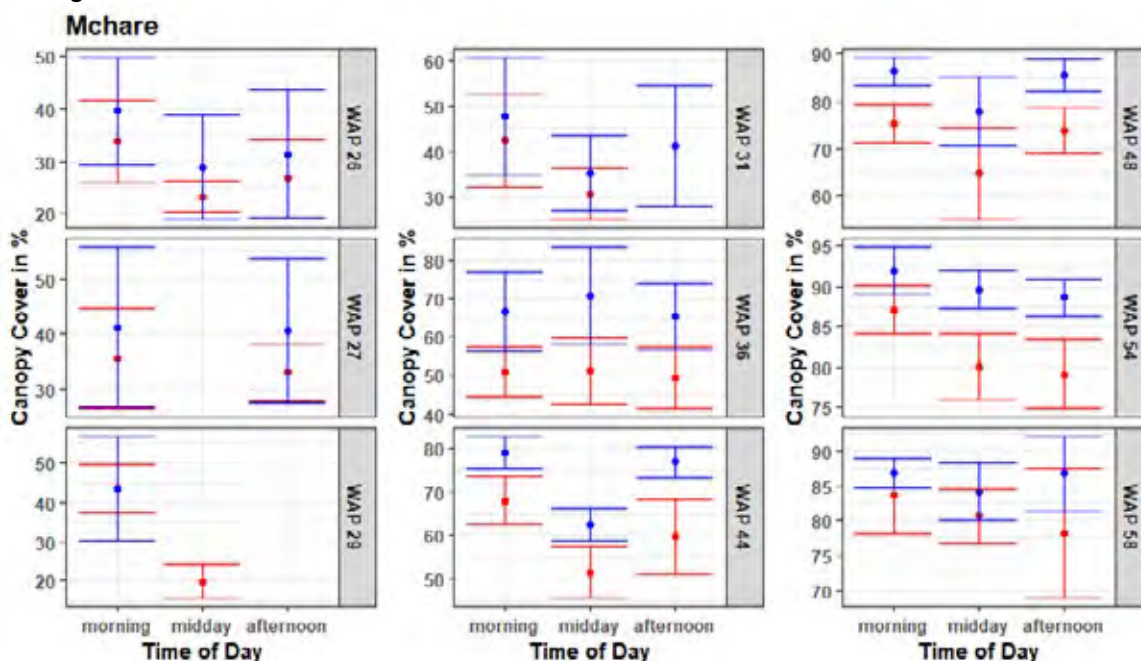 Mchare
Canopy Cover in %
50
40
30
20
WAP 26
50
40
30
WAP 27
50
40
30
20
WAP 29
morning midday afternoon
Time of Day
Canopy Cover in %
60
50
40
30
WAP 31
80
70
60
50
40
WAP 36
80
70
60
50
WAP 44
morning midday afternoon
Time of Day
Canopy Cover in %
90
80
70
60
WAP 48
95
90
85
80
75
WAP 54
90
85
80
75
70
WAP 58
morning midday afternoon
Time of Day